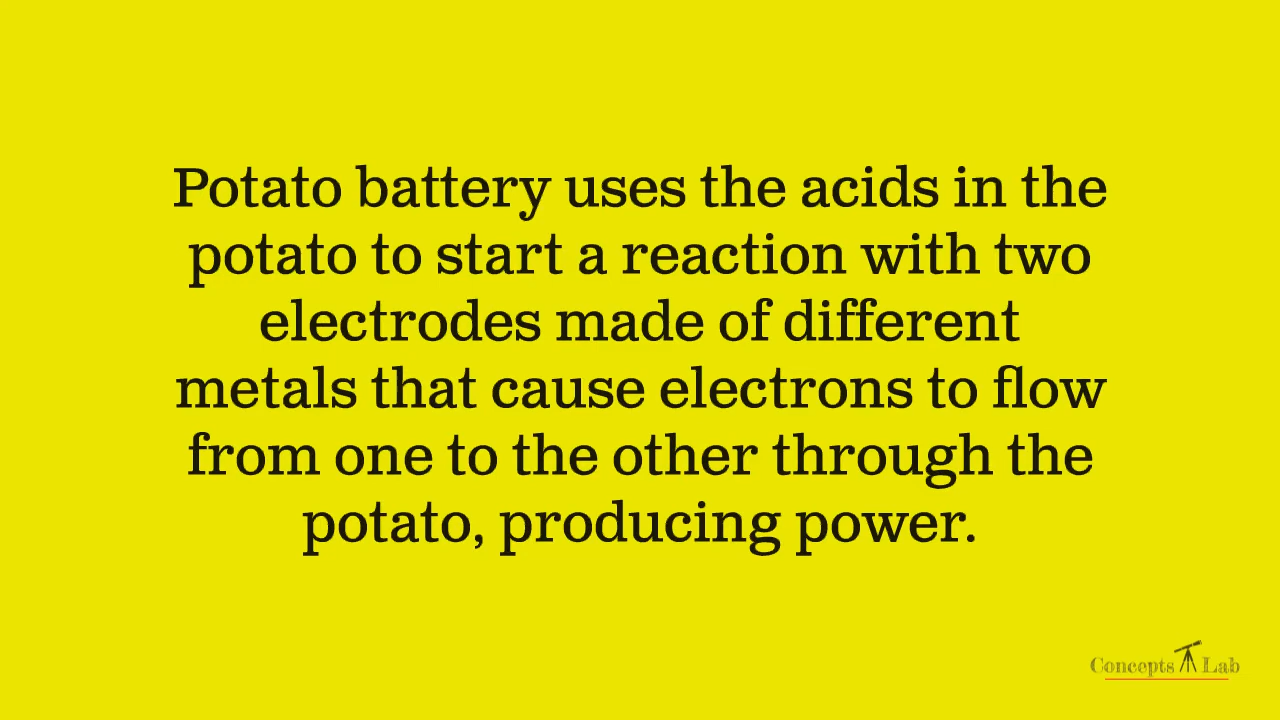 Potato battery uses the acids in the
potato to start a reaction with two
electrodes made of different
metals that cause electrons to flow
from one to the other through the
potato, producing power.
Concepts Lab